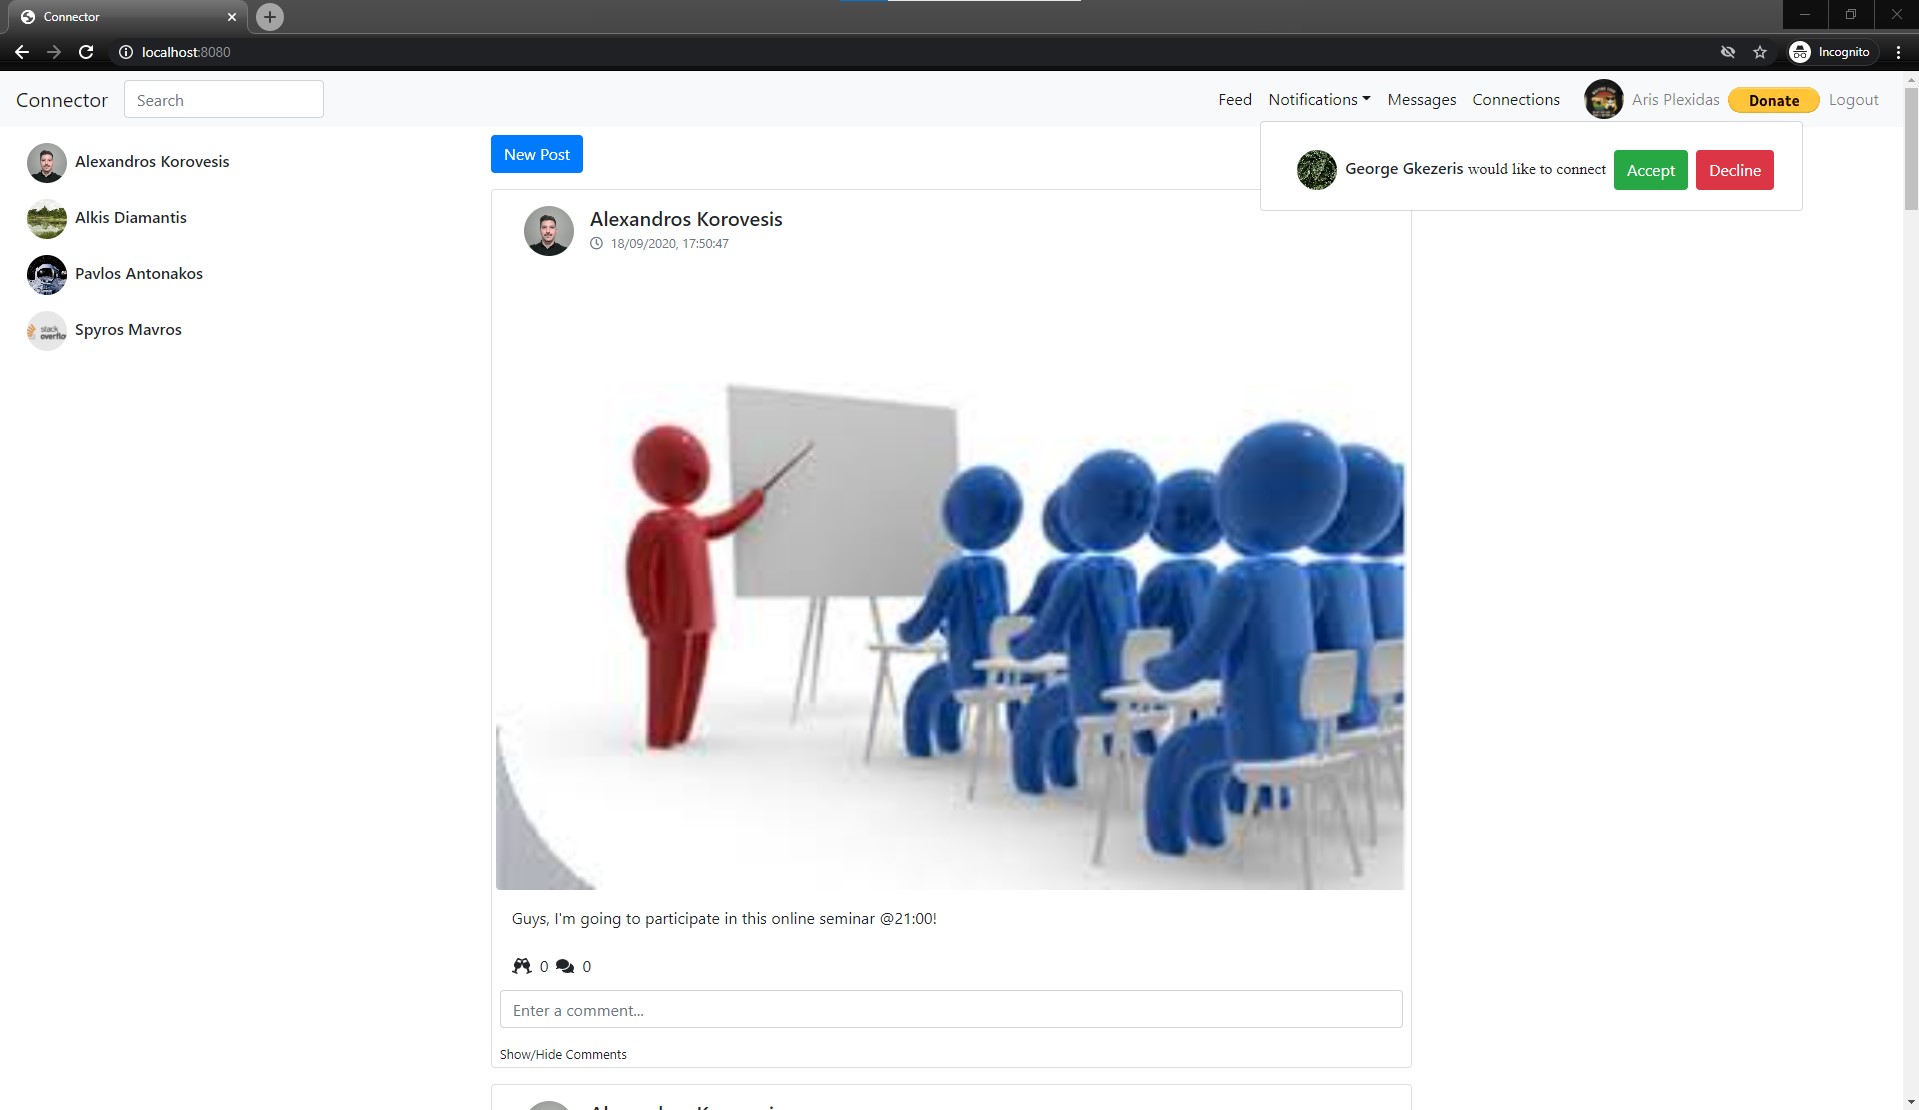 Connector
localhost:8080
Incognito
Connector
Search
Feed
Notifications
Messages
Connections
Aris Plexidas
Donate
Logout
George Gkezeris would like to connect
Accept
Decline
Alexandros Korovesis
Alkis Diamantis
Pavlos Antonakos
stack
overflo
Spyros Mavros
New Post
Alexandros Korovesis
18/09/2020, 17:50:47
Guys, I'm going to participate in this online seminar @21:00!
0
0
Enter a comment...
Show/Hide Comments